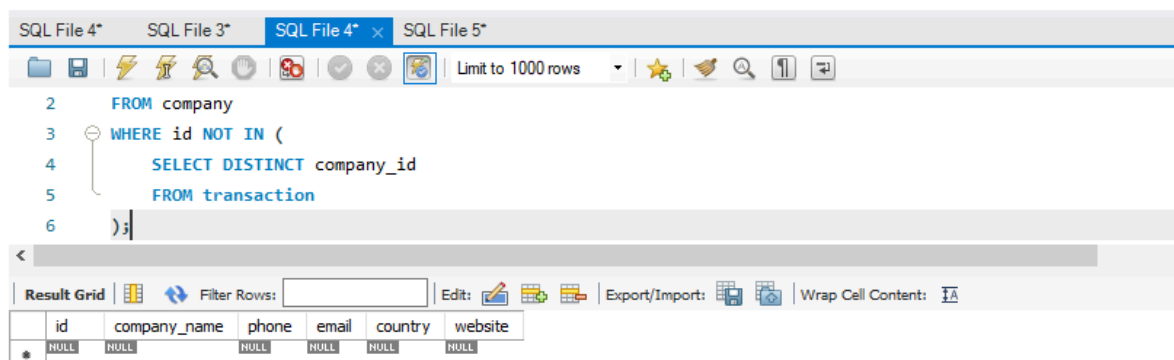 SQL File 4* SQL File 3* SQL File 4* × SQL File 5*
Limit to 1000 rows
2 FROM company
3 WHERE id NOT IN (
4 SELECT DISTINCT company_id
5 FROM transaction
6 );
Result Grid Filter Rows: Edit: Export/Import: Wrap Cell Content: IA
id company_name phone email country website
* NULL NULL NULL NULL NULL NULL